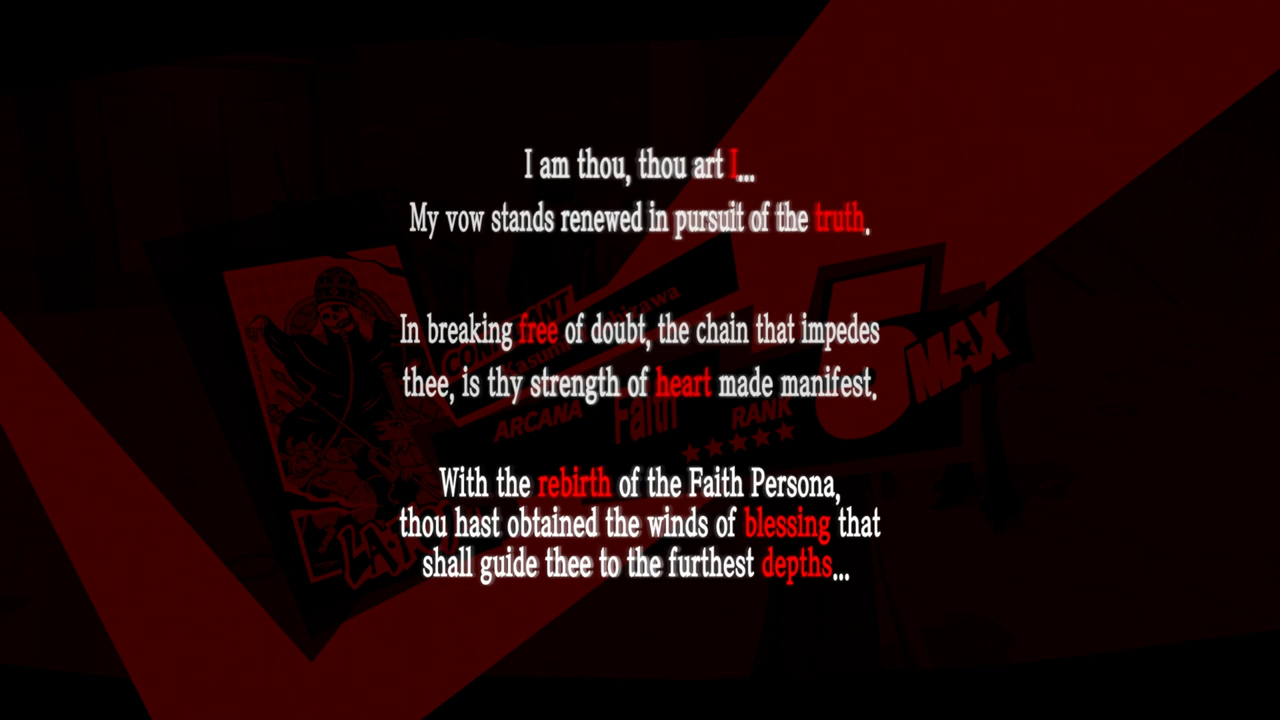 I am thou, thou art I...
My vow stands renewed in pursuit of the truth.
In breaking free of doubt, the chain that impedes
thee, is thy strength of heart made manifest.
With the rebirth of the Faith Persona,
thou hast obtained the winds of blessing that
shall guide thee to the furthest depths...
ARCANA Faith RANK 5 MAX